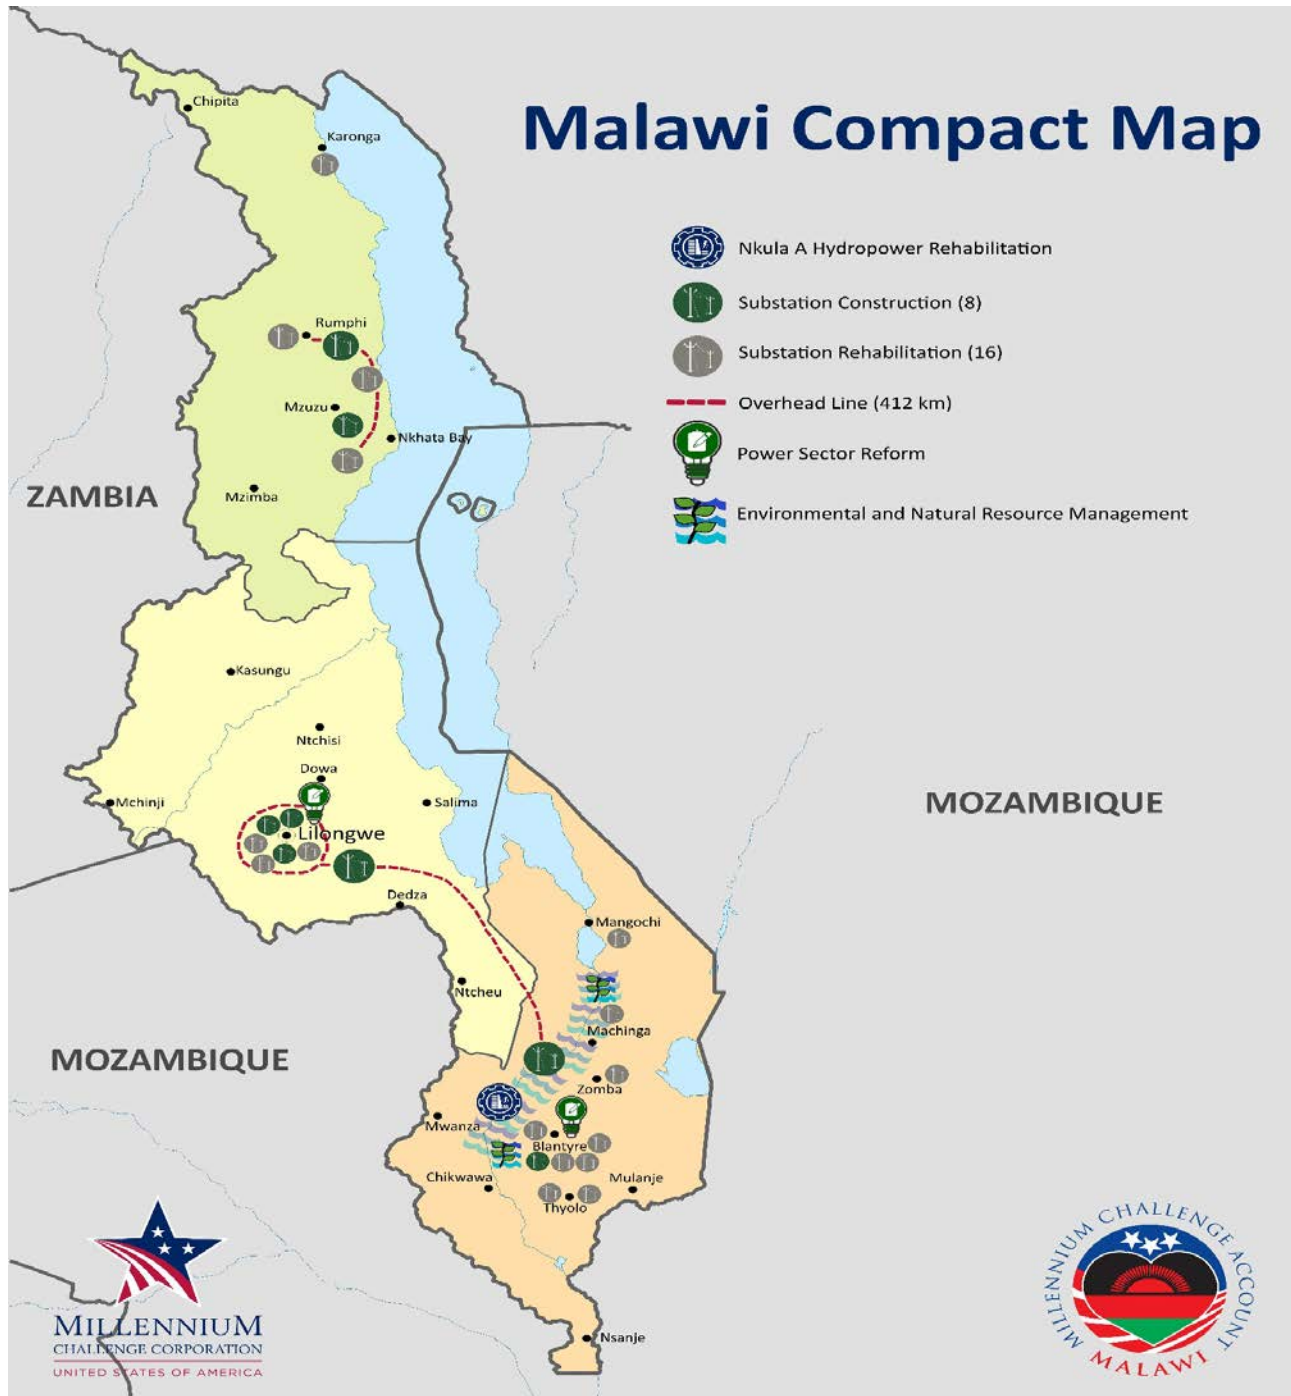 Malawi Compact Map
Chipita
Karonga
Nkula A Hydropower Rehabilitation
Substation Construction (8)
Substation Rehabilitation (16)
Overhead Line (412 km)
Power Sector Reform
Environmental and Natural Resource Management
Rumphi
Mzuzu
Nkhata Bay
ZAMBIA
Mzimba
Kasungu
Ntchisi
Dowa
Mchinji
Salima
Lilongwe
MOZAMBIQUE
Dedza
Mangochi
Ntcheu
Machinga
MOZAMBIQUE
Zomba
Mwanza
Blantyre
Chikwawa
Mulanje
Thyolo
Nsanje
MILLENNIUM
CHALLENGE CORPORATION
UNITED STATES OF AMERICA
MILLENNIUM CHALLENGE ACCOUNT
MALAWI